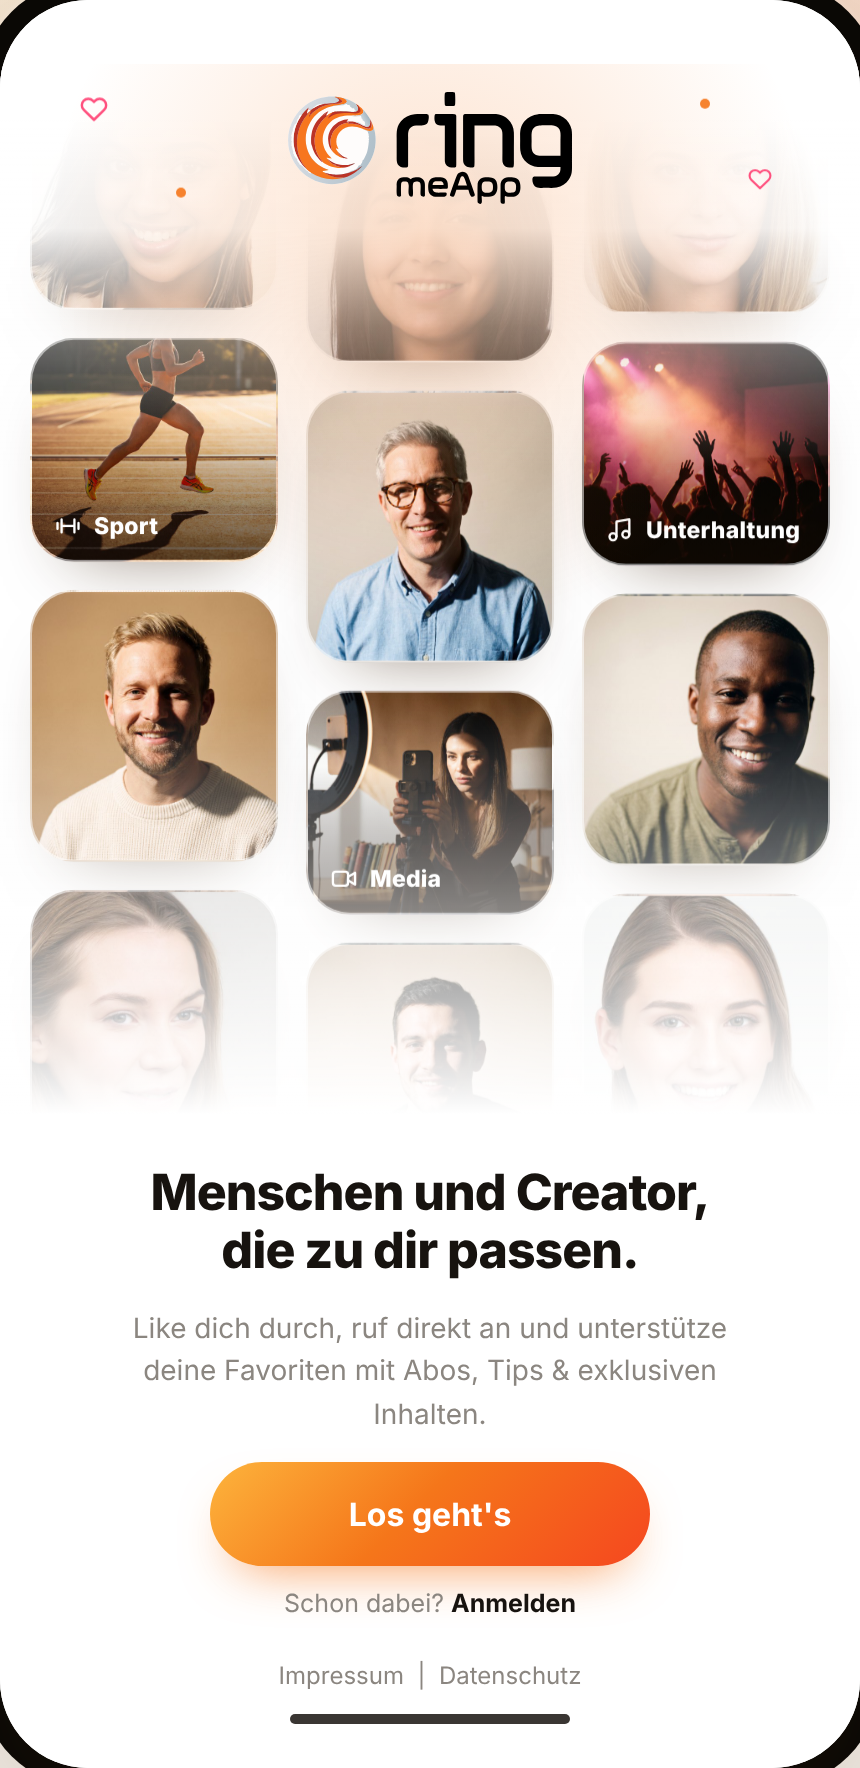 ring
meApp
Sport
Unterhaltung
Media
Menschen und Creator,
die zu dir passen.
Like dich durch, ruf direkt an und unterstütze
deine Favoriten mit Abos, Tips & exklusiven
Inhalten.
Los geht's
Schon dabei? Anmelden
Impressum | Datenschutz